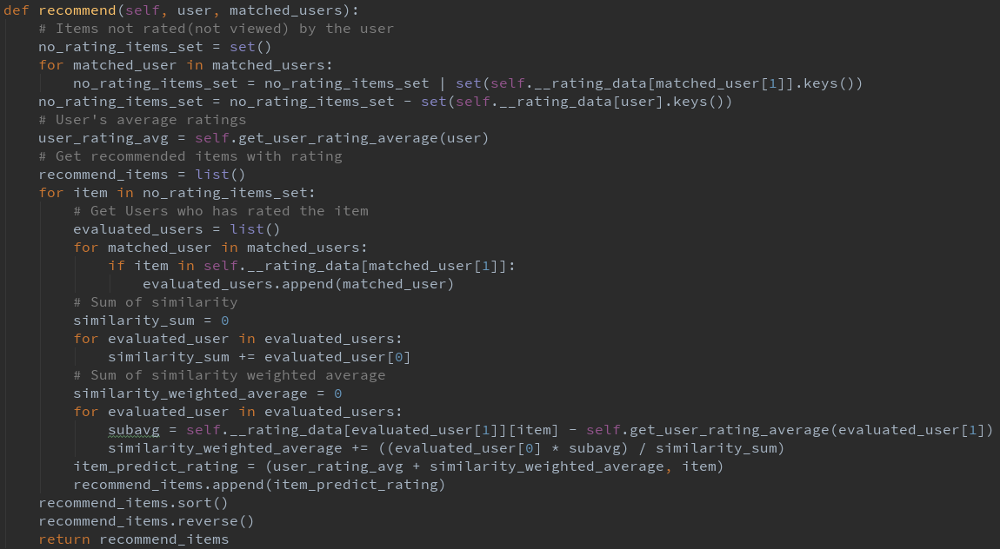 def recommend(self, user, matched_users):
    # Items not rated(not viewed) by the user
    no_rating_items_set = set()
    for matched_user in matched_users:
        no_rating_items_set = no_rating_items_set | set(self.__rating_data[matched_user[1]].keys())
    no_rating_items_set = no_rating_items_set - set(self.__rating_data[user].keys())
    # User's average ratings
    user_rating_avg = self.get_user_rating_average(user)
    # Get recommended items with rating
    recommend_items = list()
    for item in no_rating_items_set:
        # Get Users who has rated the item
        evaluated_users = list()
        for matched_user in matched_users:
            if item in self.__rating_data[matched_user[1]]:
                evaluated_users.append(matched_user)
        # Sum of similarity
        similarity_sum = 0
        for evaluated_user in evaluated_users:
            similarity_sum += evaluated_user[0]
        # Sum of similarity weighted average
        similarity_weighted_average = 0
        for evaluated_user in evaluated_users:
            subavg = self.__rating_data[evaluated_user[1]][item] - self.get_user_rating_average(evaluated_user[1])
            similarity_weighted_average += ((evaluated_user[0] * subavg) / similarity_sum)
        item_predict_rating = (user_rating_avg + similarity_weighted_average, item)
        recommend_items.append(item_predict_rating)
    recommend_items.sort()
    recommend_items.reverse()
    return recommend_items